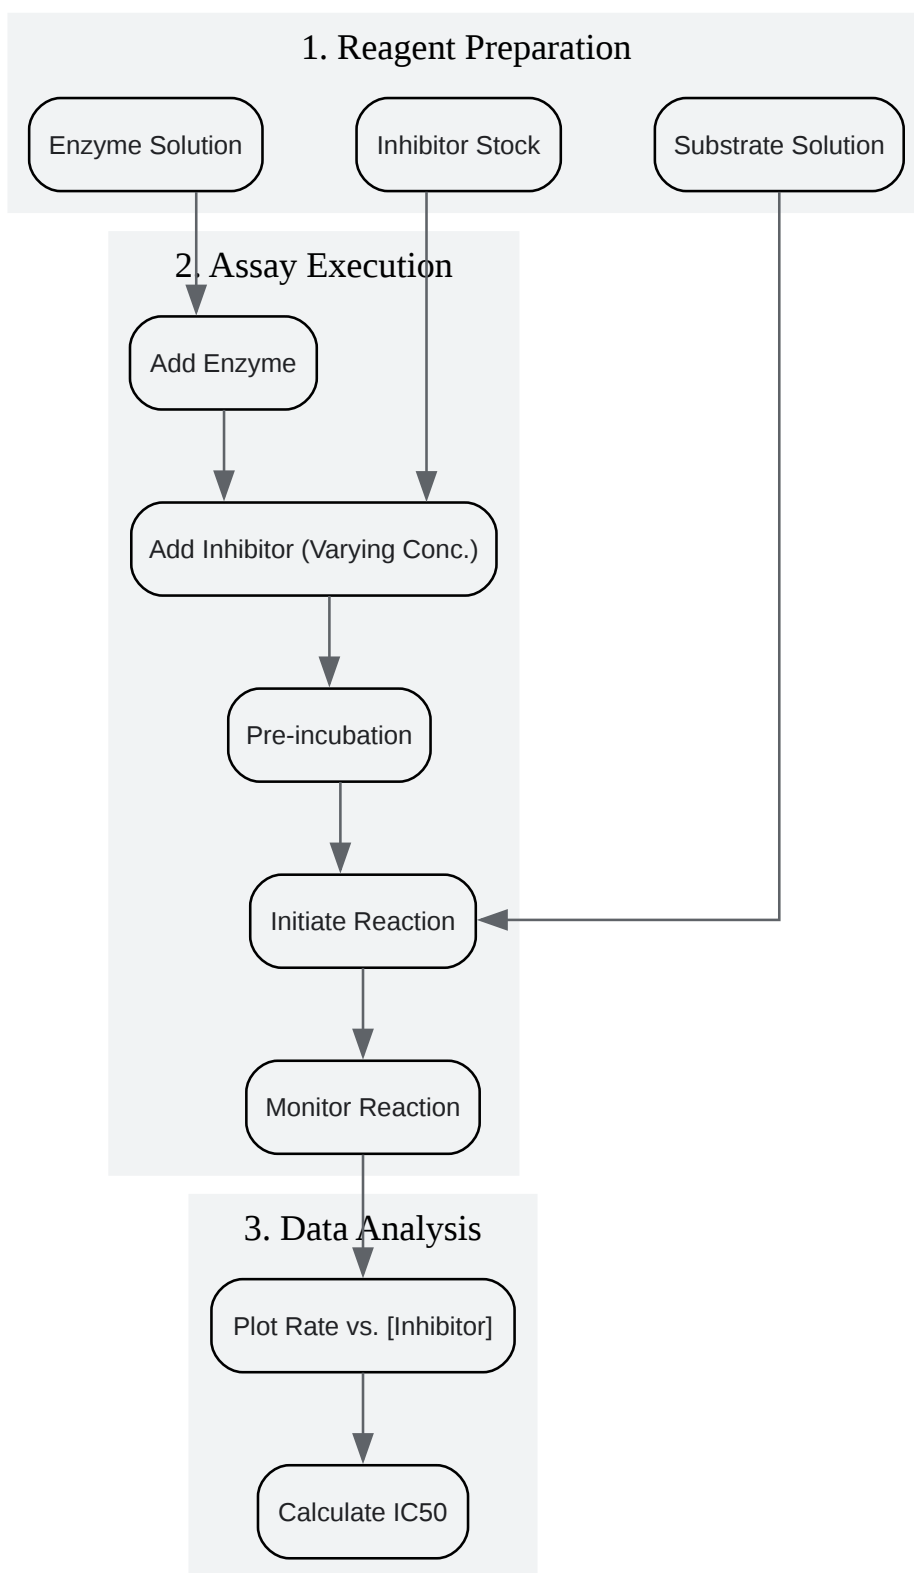 1. Reagent Preparation
Enzyme Solution
Inhibitor Stock
Substrate Solution
2. Assay Execution
Add Enzyme
Add Inhibitor (Varying Conc.)
Pre-incubation
Initiate Reaction
Monitor Reaction
3. Data Analysis
Plot Rate vs. [Inhibitor]
Calculate IC50